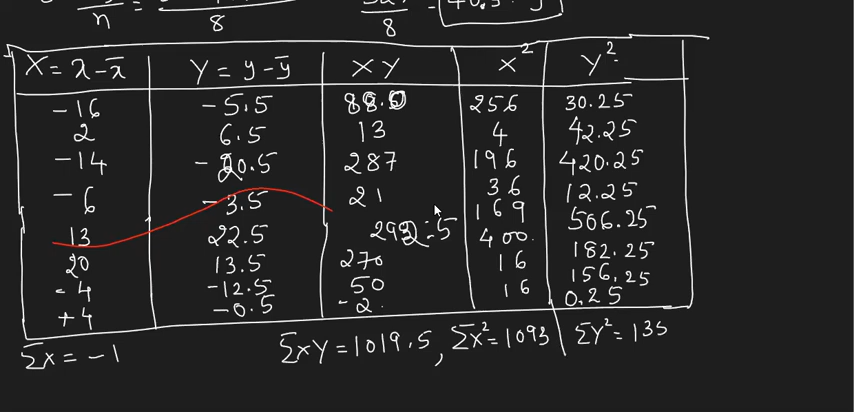 n = 8 8
X = x - x̄ Y = y - ȳ XY X² Y²
-16 -5.5 88.0 256 30.25
2 6.5 13 4 42.25
-14 -20.5 287 196 420.25
-6 -3.5 21 36 12.25
13 22.5 292.5 169 506.25
20 13.5 270 400 182.25
-4 -12.5 50 16 156.25
+4 -0.5 -2 16 0.25
ΣX = -1 ΣXY = 1019.5, ΣX² = 1093 ΣY² = 135